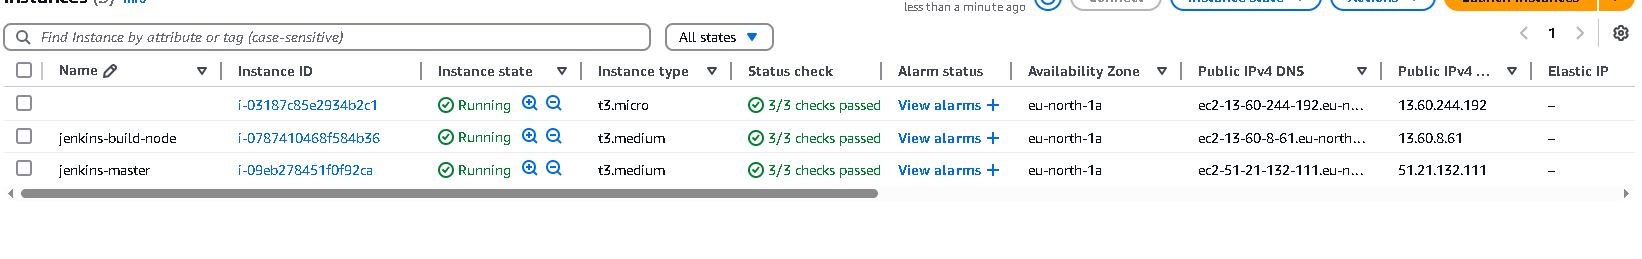 Instances (3) Info
less than a minute ago Connect Instance state Actions Launch instances
Find Instance by attribute or tag (case-sensitive) All states 1
Name Instance ID Instance state Instance type Status check Alarm status Availability Zone Public IPv4 DNS Public IPv4 ... Elastic IP
i-03187c85e2934b2c1 Running t3.micro 3/3 checks passed View alarms + eu-north-1a ec2-13-60-244-192.eu-n... 13.60.244.192 –
jenkins-build-node i-0787410468f584b36 Running t3.medium 3/3 checks passed View alarms + eu-north-1a ec2-13-60-8-61.eu-north... 13.60.8.61 –
jenkins-master i-09eb278451f0f92ca Running t3.medium 3/3 checks passed View alarms + eu-north-1a ec2-51-21-132-111.eu-n... 51.21.132.111 –